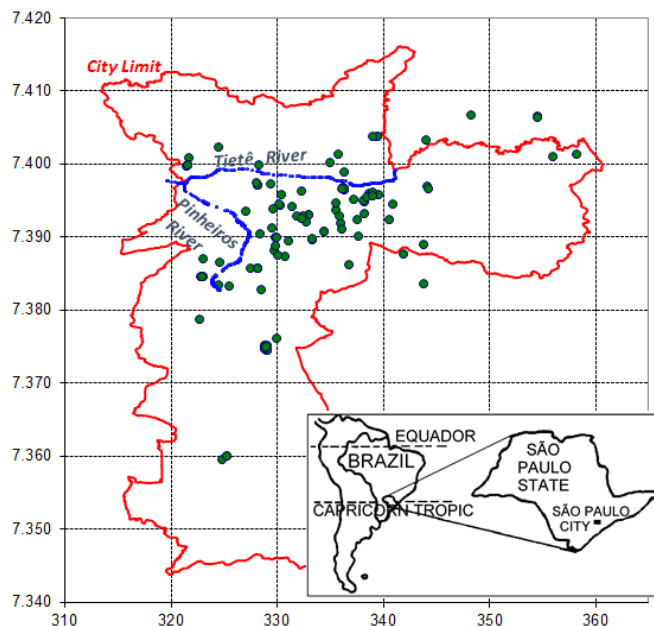 7.420
7.410
7.400
7.390
7.380
7.370
7.360
7.350
7.340
310
320
330
340
350
360
City Limit
Tietê River
Pinheiros
River
EQUADOR
BRAZIL
CAPRICORN TROPIC
SÃO
PAULO
STATE
SÃO PAULO
CITY